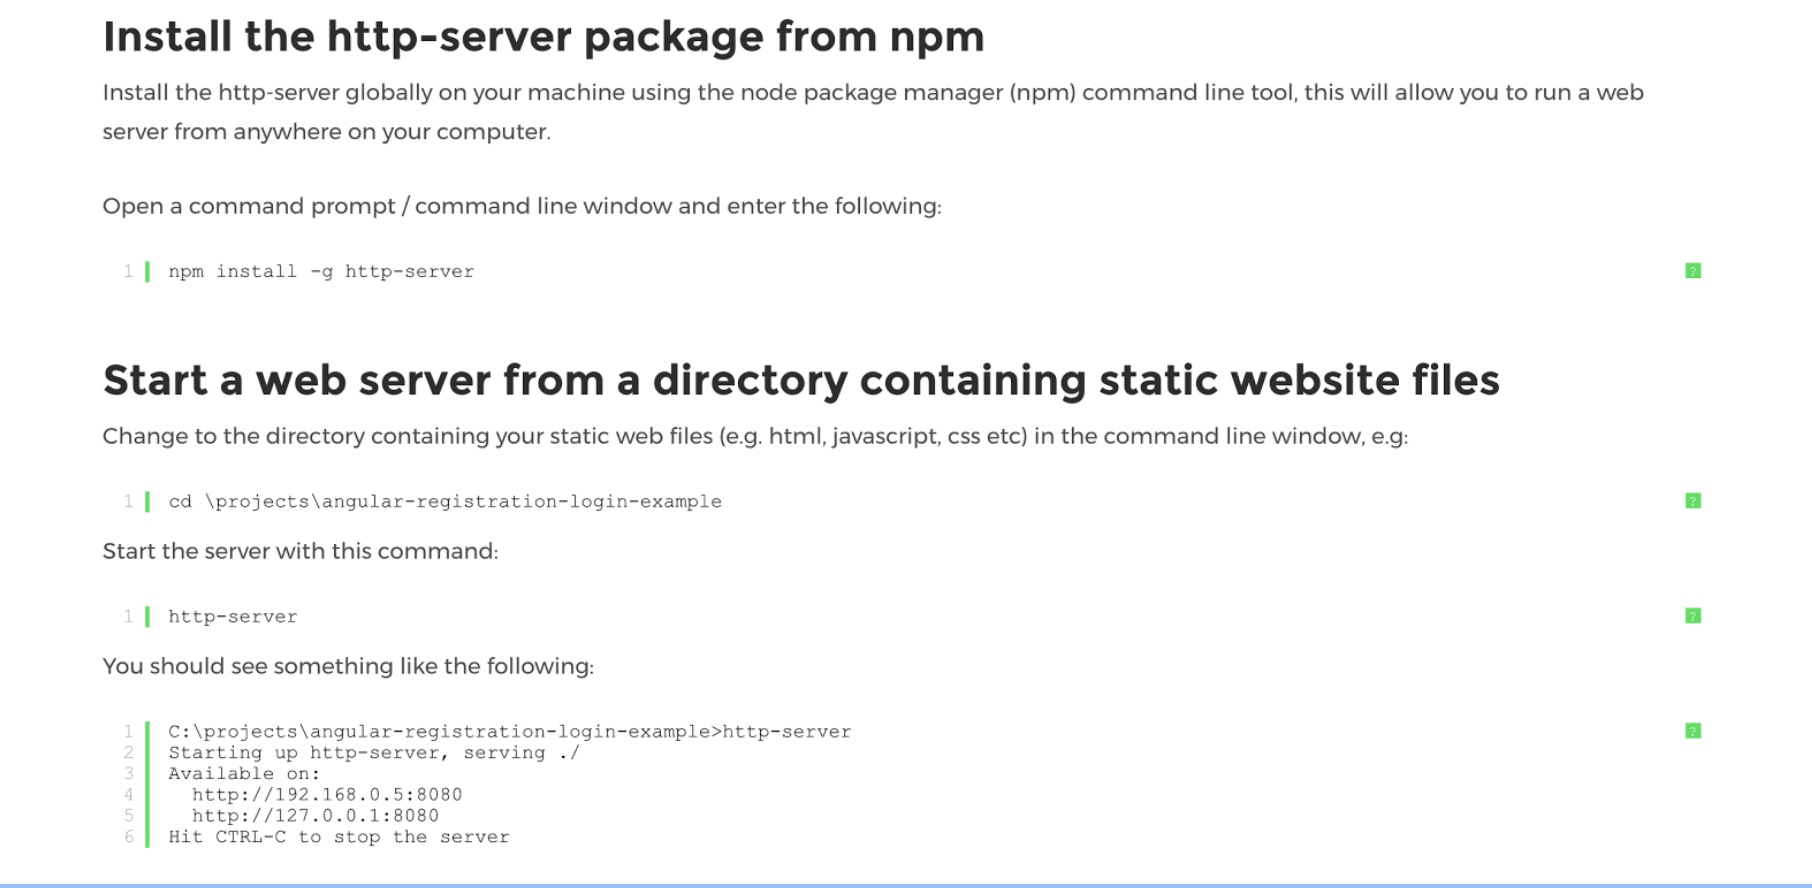 Install the http-server package from npm
Install the http-server globally on your machine using the node package manager (npm) command line tool, this will allow you to run a web
server from anywhere on your computer.
Open a command prompt / command line window and enter the following:
1 npm install -g http-server ?
Start a web server from a directory containing static website files
Change to the directory containing your static web files (e.g. html, javascript, css etc) in the command line window, e.g:
1 cd \projects\angular-registration-login-example ?
Start the server with this command:
1 http-server ?
You should see something like the following:
1 C:\projects\angular-registration-login-example>http-server ?
2 Starting up http-server, serving ./
3 Available on:
4 http://192.168.0.5:8080
5 http://127.0.0.1:8080
6 Hit CTRL-C to stop the server